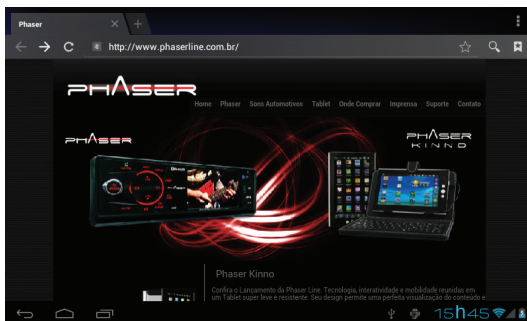 Phaser
http://www.phaserline.com.br/
PHASER
Home Phaser Sons Automotivos Tablet Onde Comprar Imprensa Suporte Contato
PHASER
PHASER
KINNO
Phaser Kinno
Confira o Lançamento da Phaser Line. Tecnologia, interatividade e mobilidade reunidas em
um Tablet super leve e resistente. Seu design permite uma perfeita visualização do conteúdo e
15h45